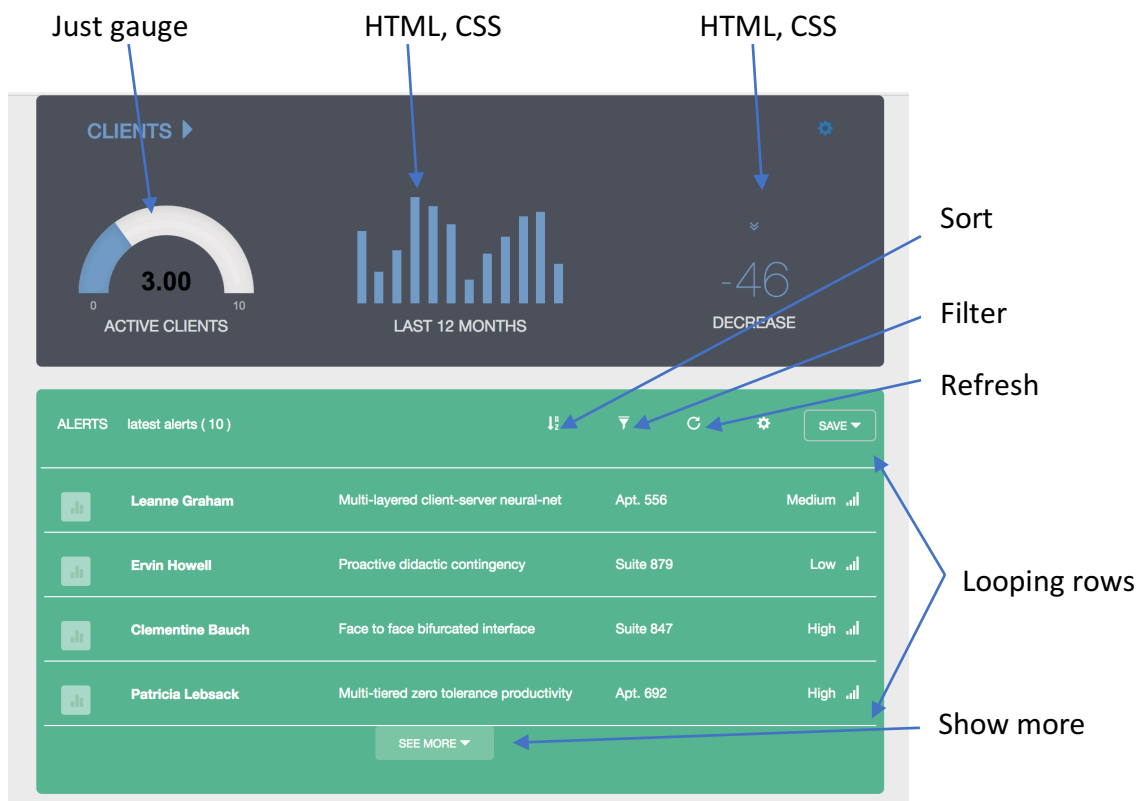 Just gauge
HTML, CSS
HTML, CSS
CLIENTS
3.00
0
10
ACTIVE CLIENTS
LAST 12 MONTHS
-46
DECREASE
Sort
Filter
Refresh
ALERTS latest alerts ( 10 )
SAVE
Leanne Graham Multi-layered client-server neural-net Apt. 556 Medium
Ervin Howell Proactive didactic contingency Suite 879 Low
Looping rows
Clementine Bauch Face to face bifurcated interface Suite 847 High
Patricia Lebsack Multi-tiered zero tolerance productivity Apt. 692 High
Show more
SEE MORE